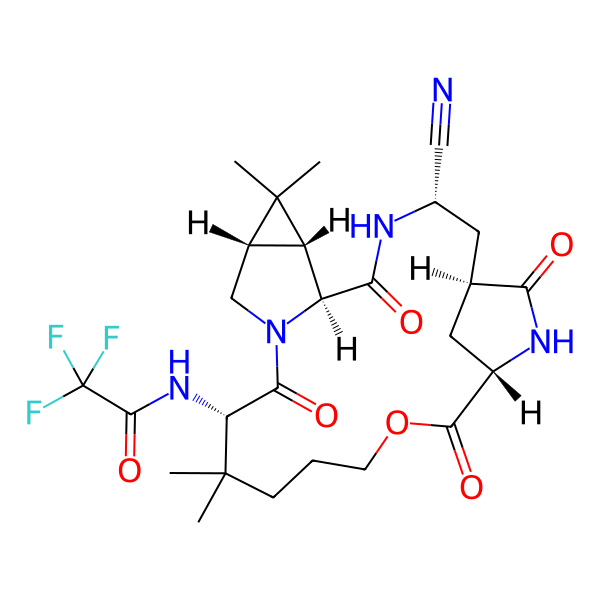 N
H HN H O
H
O
N H NH
F F H
F N O O H
O O